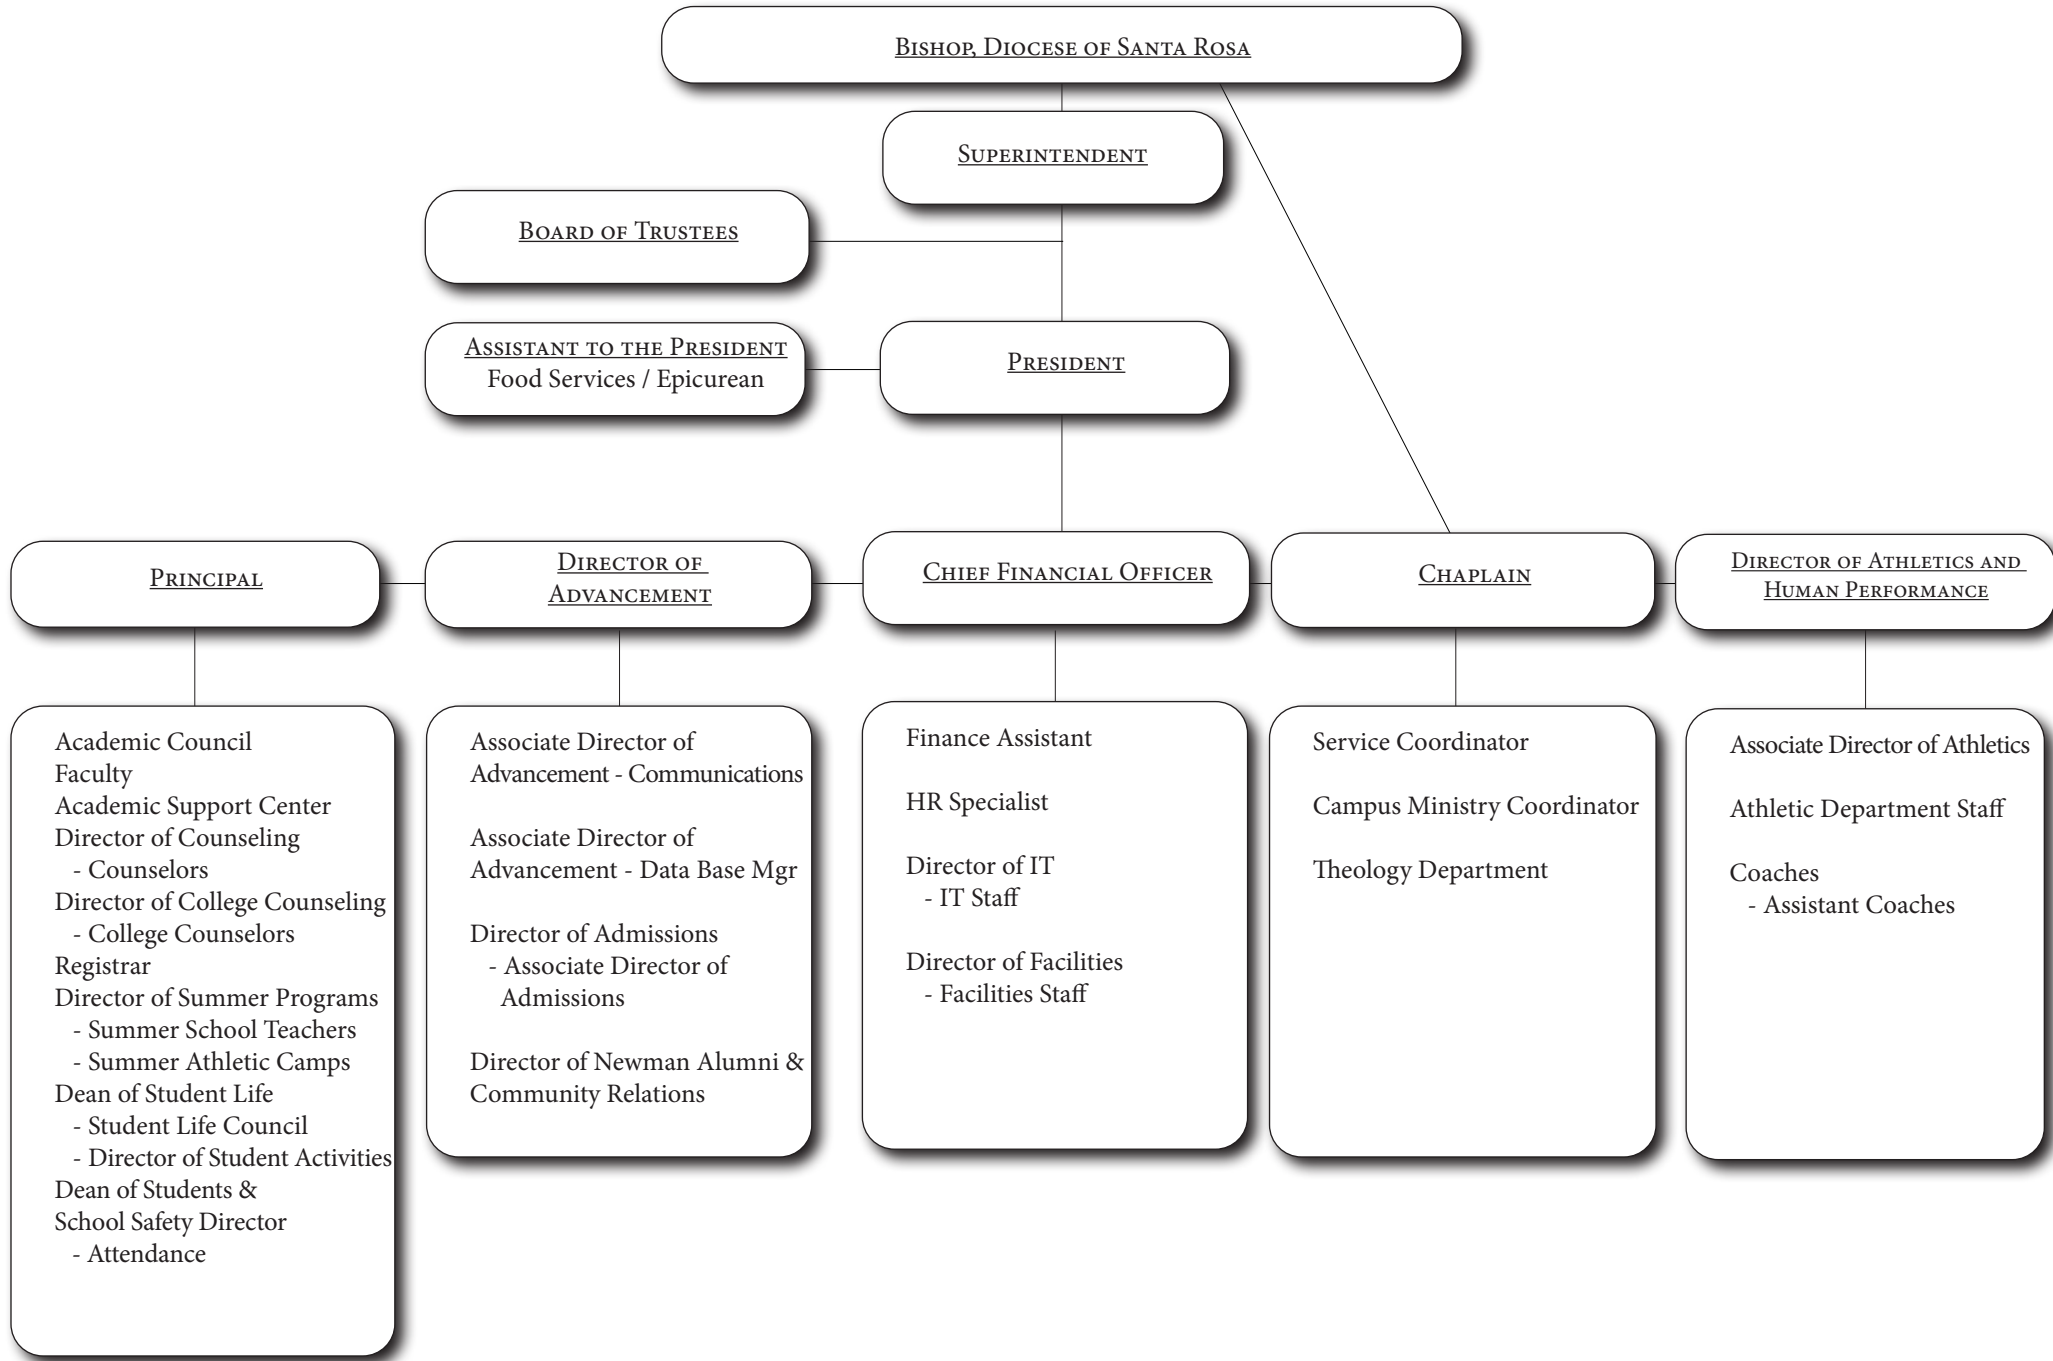 Bishop, Diocese of Santa Rosa
Superintendent
Board of Trustees
Assistant to the President
Food Services / Epicurean
President
Principal
Director of
Advancement
Chief Financial Officer
Chaplain
Director of Athletics and
Human Performance
Academic Council
Faculty
Academic Support Center
Director of Counseling
- Counselors
Director of College Counseling
- College Counselors
Registrar
Director of Summer Programs
- Summer School Teachers
- Summer Athletic Camps
Dean of Student Life
- Student Life Council
- Director of Student Activities
Dean of Students &
School Safety Director
- Attendance
Associate Director of
Advancement - Communications
Associate Director of
Advancement - Data Base Mgr
Director of Admissions
- Associate Director of
Admissions
Director of Newman Alumni &
Community Relations
Finance Assistant
HR Specialist
Director of IT
- IT Staff
Director of Facilities
- Facilities Staff
Service Coordinator
Campus Ministry Coordinator
Theology Department
Associate Director of Athletics
Athletic Department Staff
Coaches
- Assistant Coaches